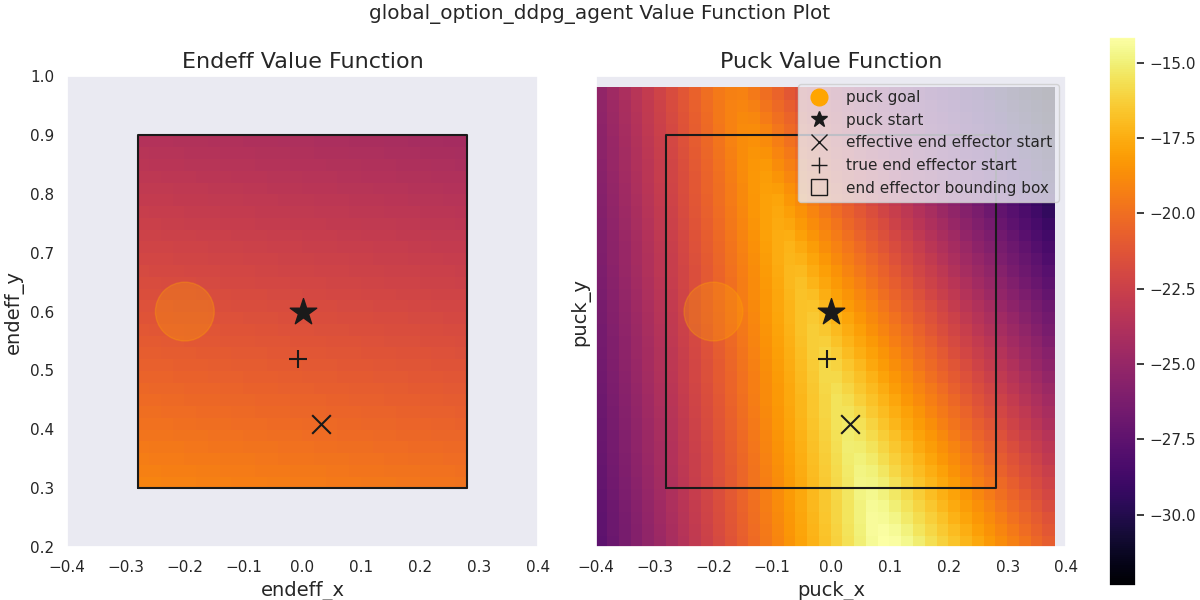 global_option_ddpg_agent Value Function Plot
Endeff Value Function
1.0
0.9
0.8
0.7
0.6
0.5
0.4
0.3
0.2
endeff_y
−0.4 −0.3 −0.2 −0.1 0.0 0.1 0.2 0.3 0.4
endeff_x
Puck Value Function
puck goal
puck start
effective end effector start
true end effector start
end effector bounding box
puck_y
−0.4 −0.3 −0.2 −0.1 0.0 0.1 0.2 0.3 0.4
puck_x
−15.0
−17.5
−20.0
−22.5
−25.0
−27.5
−30.0